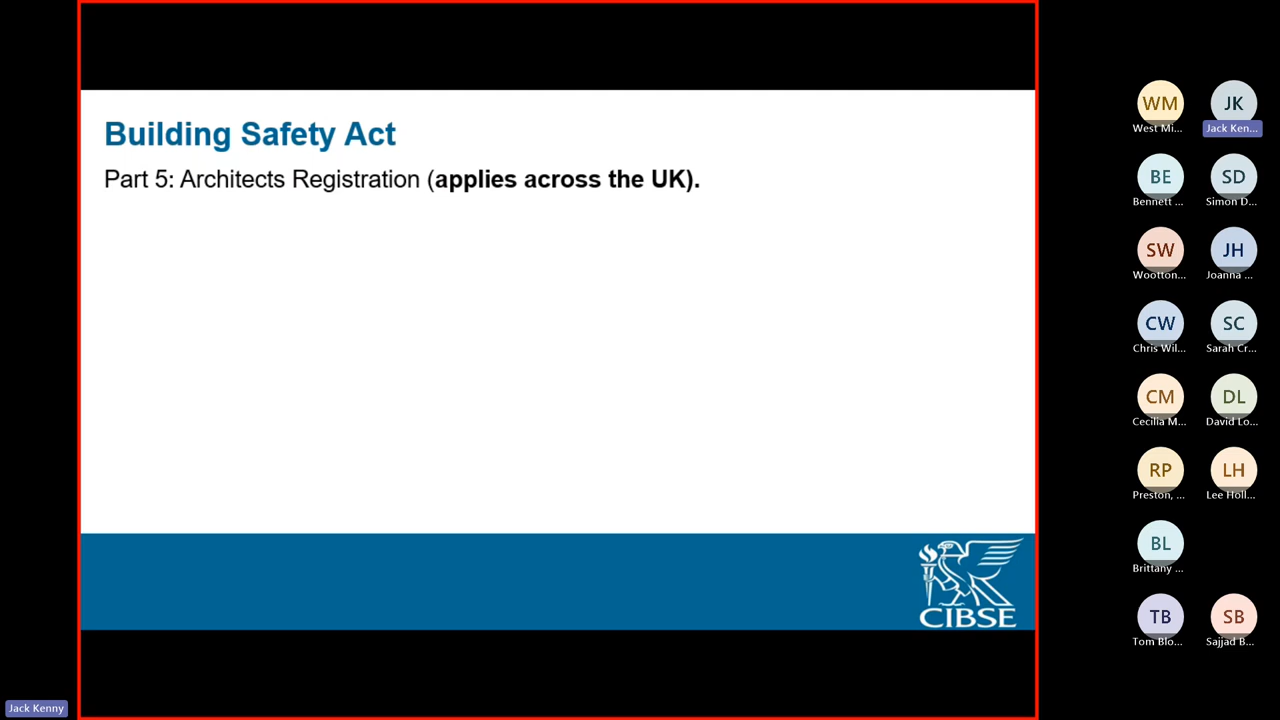 Building Safety Act
Part 5: Architects Registration (applies across the UK).
CIBSE
WM
West Mi...
JK
Jack Ken...
BE
Bennett ...
SD
Simon D...
SW
Wootton...
JH
Joanna ...
CW
Chris Wil...
SC
Sarah Cr...
CM
Cecilia M...
DL
David Lo...
RP
Preston, ...
LH
Lee Holl...
BL
Brittany ...
TB
Tom Blo...
SB
Sajjad B...
Jack Kenny